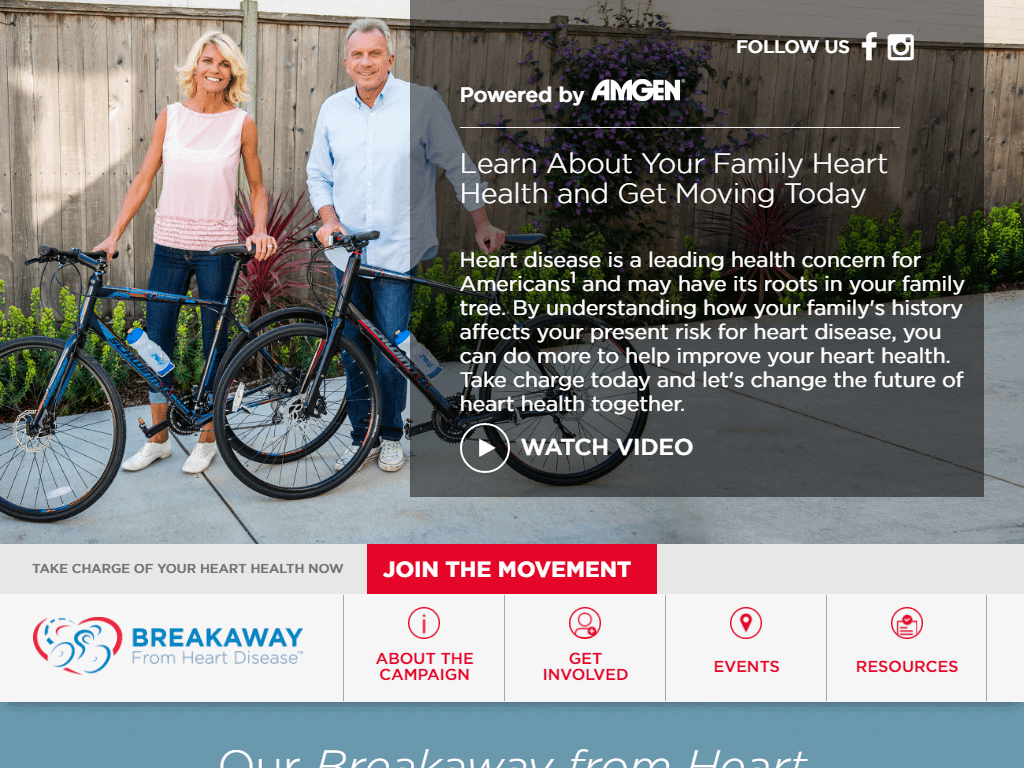 FOLLOW US
Powered by AMGEN®
Learn About Your Family Heart
Health and Get Moving Today
Heart disease is a leading health concern for
Americans¹ and may have its roots in your family
tree. By understanding how your family's history
affects your present risk for heart disease, you
can do more to help improve your heart health.
Take charge today and let's change the future of
heart health together.
WATCH VIDEO
TAKE CHARGE OF YOUR HEART HEALTH NOW
JOIN THE MOVEMENT
BREAKAWAY
From Heart Disease™
ABOUT THE
CAMPAIGN
GET
INVOLVED
EVENTS
RESOURCES
Our Breakaway from Heart